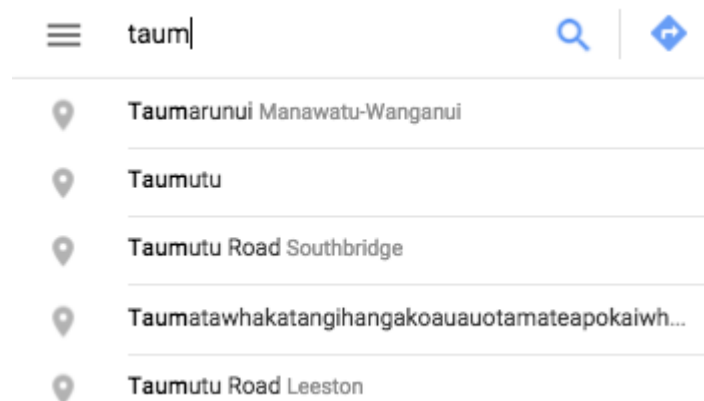 taum
Taumarunui Manawatu-Wanganui
Taumutu
Taumutu Road Southbridge
Taumatawhakatangihangakoauauotamateapokaiwh...
Taumutu Road Leeston